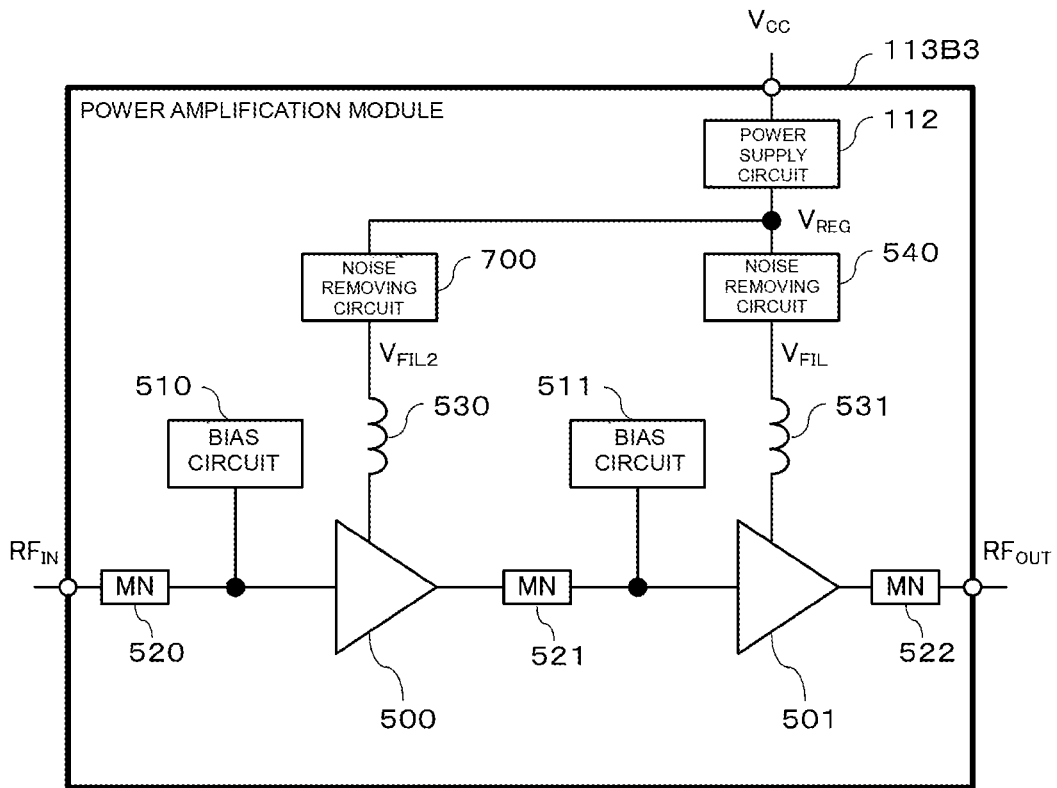 V_CC
113B3
POWER AMPLIFICATION MODULE
POWER
SUPPLY
CIRCUIT
112
V_REG
NOISE
REMOVING
CIRCUIT
700
NOISE
REMOVING
CIRCUIT
540
V_FIL2
V_FIL
510
530
511
531
BIAS
CIRCUIT
BIAS
CIRCUIT
RF_IN
MN
MN
MN
RF_OUT
520
521
522
500
501